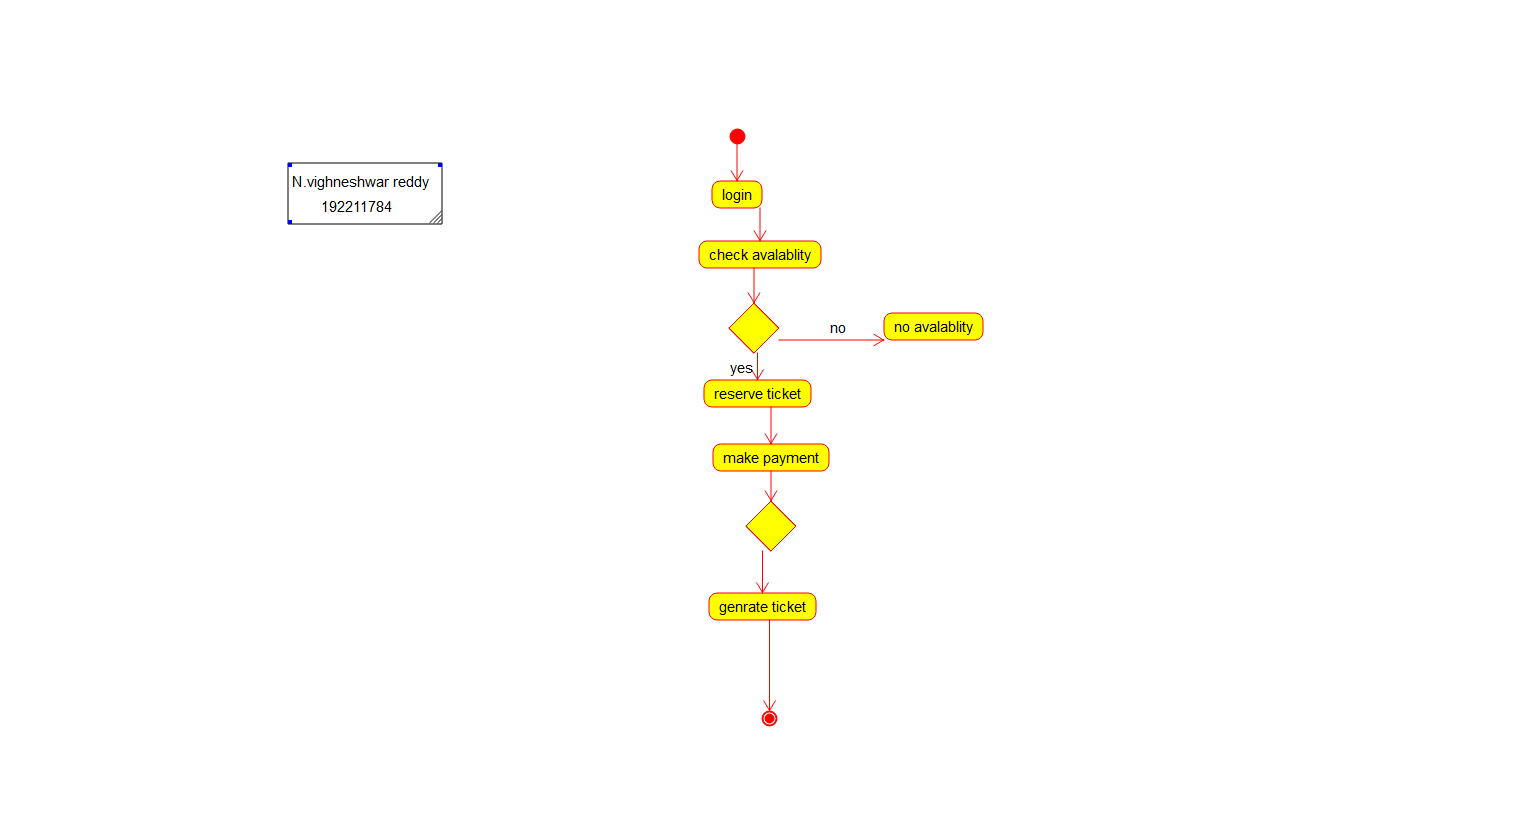 N.vighneshwar reddy
192211784
login
check avalablity
no
no avalablity
yes
reserve ticket
make payment
genrate ticket